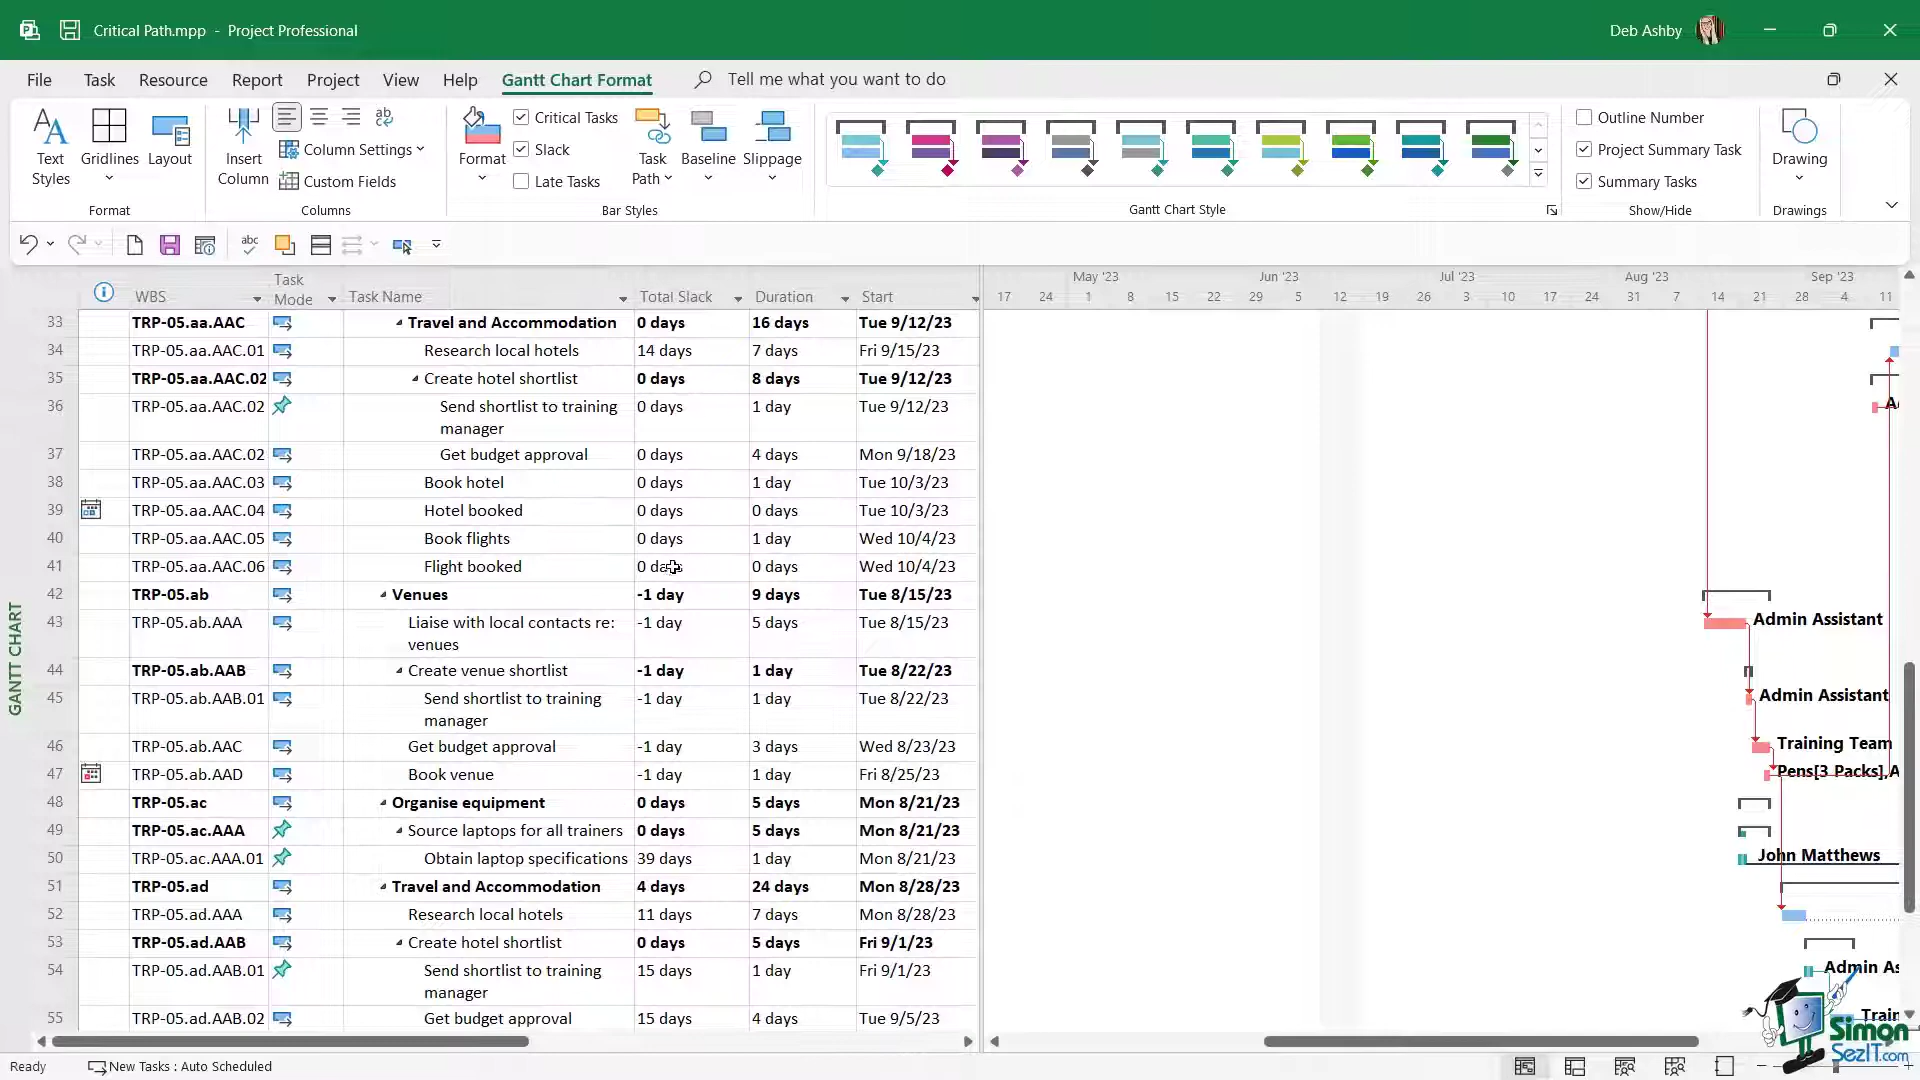 Critical Path.mpp - Project Professional
Deb Ashby
File Task Resource Report Project View Help Gantt Chart Format Tell me what you want to do
Text Styles
Gridlines
Layout
Format
Insert Column
Column Settings
Custom Fields
Columns
Format
Critical Tasks
Slack
Late Tasks
Task Path
Baseline
Slippage
Bar Styles
Gantt Chart Style
Outline Number
Project Summary Task
Summary Tasks
Show/Hide
Drawing
Drawings
abc
GANTT CHART
WBS Task Mode Task Name Total Slack Duration Start
May '23 Jun '23 Jul '23 Aug '23 Sep '23
17 24 1 8 15 22 29 5 12 19 26 3 10 17 24 31 7 14 21 28 4 11
33 TRP-05.aa.AAC Travel and Accommodation 0 days 16 days Tue 9/12/23
34 TRP-05.aa.AAC.01 Research local hotels 14 days 7 days Fri 9/15/23
35 TRP-05.aa.AAC.02 Create hotel shortlist 0 days 8 days Tue 9/12/23
36 TRP-05.aa.AAC.02 Send shortlist to training manager 0 days 1 day Tue 9/12/23
37 TRP-05.aa.AAC.02 Get budget approval 0 days 4 days Mon 9/18/23
38 TRP-05.aa.AAC.03 Book hotel 0 days 1 day Tue 10/3/23
39 TRP-05.aa.AAC.04 Hotel booked 0 days 0 days Tue 10/3/23
40 TRP-05.aa.AAC.05 Book flights 0 days 1 day Wed 10/4/23
41 TRP-05.aa.AAC.06 Flight booked 0 days 0 days Wed 10/4/23
42 TRP-05.ab Venues -1 day 9 days Tue 8/15/23
43 TRP-05.ab.AAA Liaise with local contacts re: venues -1 day 5 days Tue 8/15/23 Admin Assistant
44 TRP-05.ab.AAB Create venue shortlist -1 day 1 day Tue 8/22/23
45 TRP-05.ab.AAB.01 Send shortlist to training manager -1 day 1 day Tue 8/22/23 Admin Assistant
46 TRP-05.ab.AAC Get budget approval -1 day 3 days Wed 8/23/23 Training Team
47 TRP-05.ab.AAD Book venue -1 day 1 day Fri 8/25/23 Pens[3 Packs],A
48 TRP-05.ac Organise equipment 0 days 5 days Mon 8/21/23
49 TRP-05.ac.AAA Source laptops for all trainers 0 days 5 days Mon 8/21/23
50 TRP-05.ac.AAA.01 Obtain laptop specifications 39 days 1 day Mon 8/21/23 John Matthews
51 TRP-05.ad Travel and Accommodation 4 days 24 days Mon 8/28/23
52 TRP-05.ad.AAA Research local hotels 11 days 7 days Mon 8/28/23
53 TRP-05.ad.AAB Create hotel shortlist 0 days 5 days Fri 9/1/23
54 TRP-05.ad.AAB.01 Send shortlist to training manager 15 days 1 day Fri 9/1/23 Admin As
55 TRP-05.ad.AAB.02 Get budget approval 15 days 4 days Tue 9/5/23 Train
Simon
SezIT.com
Ready New Tasks : Auto Scheduled